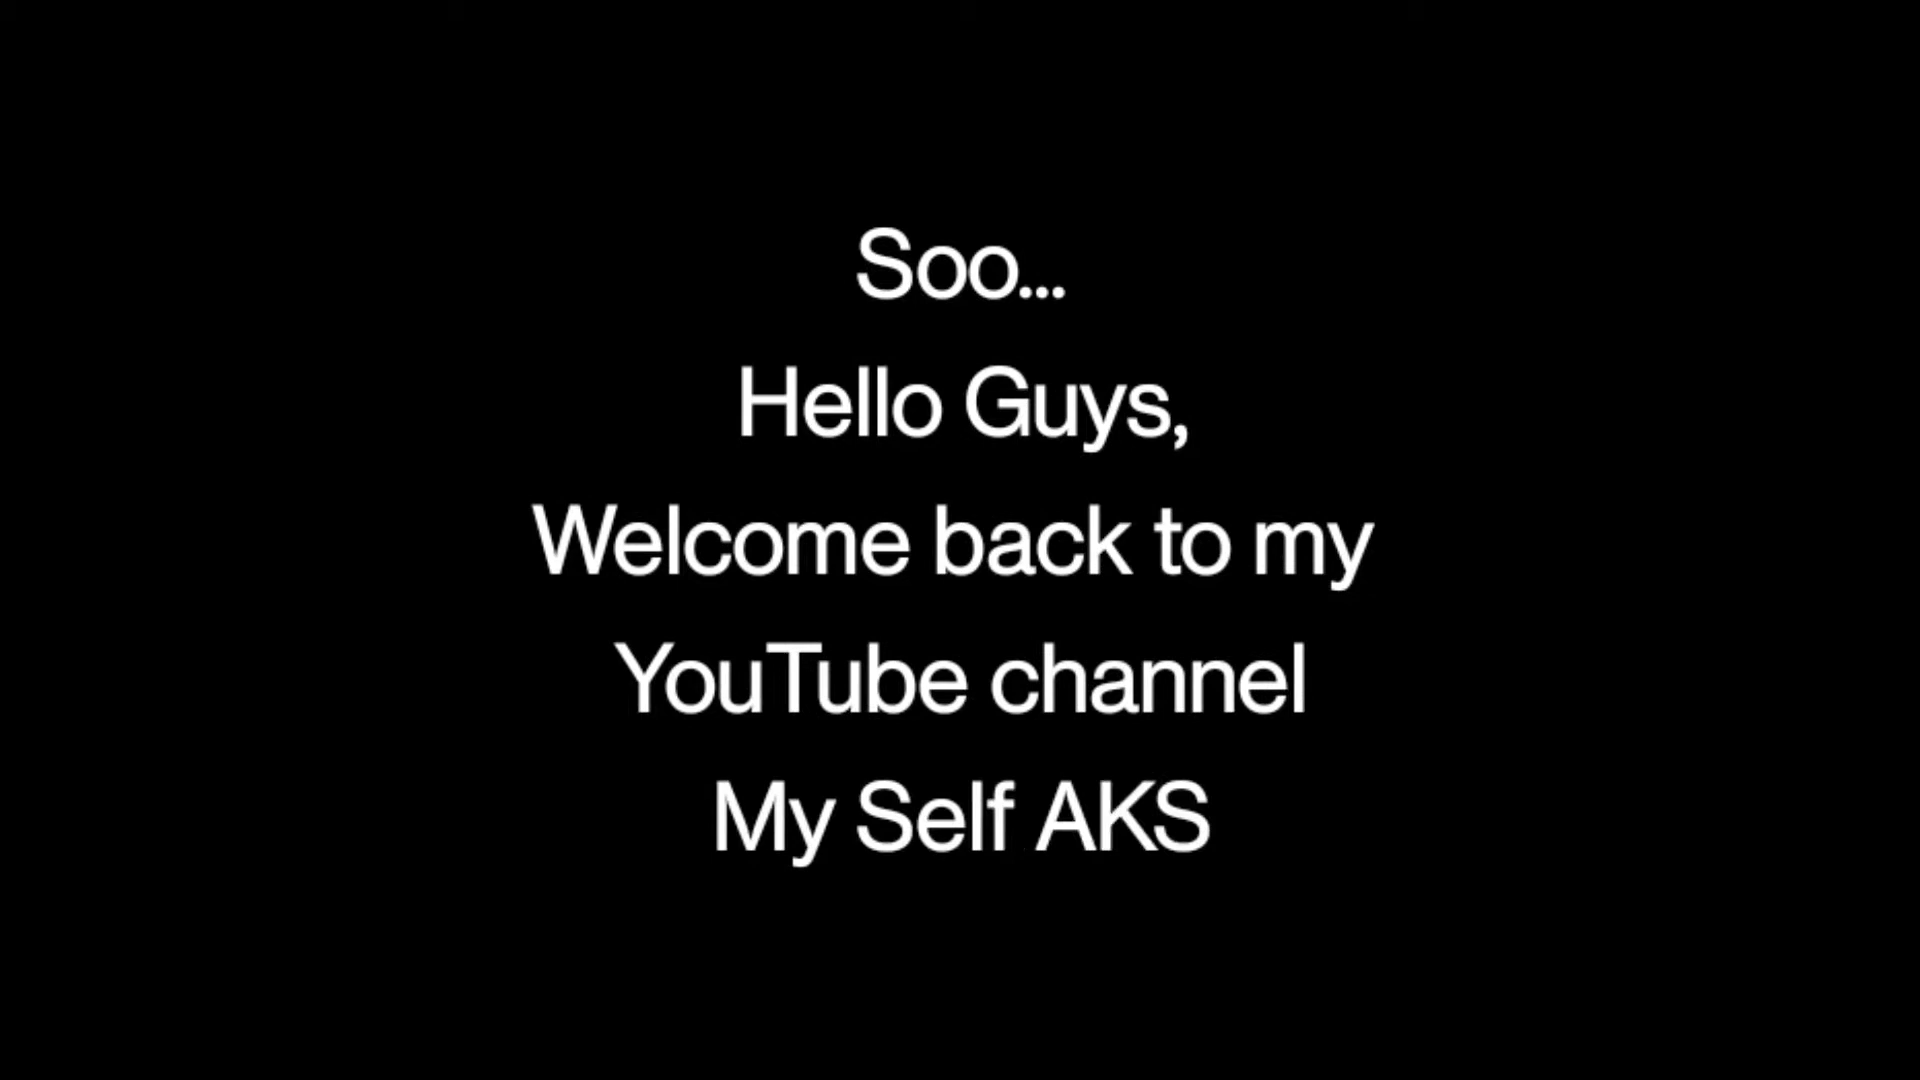 Soo...
Hello Guys,
Welcome back to my
YouTube channel
My Self AKS